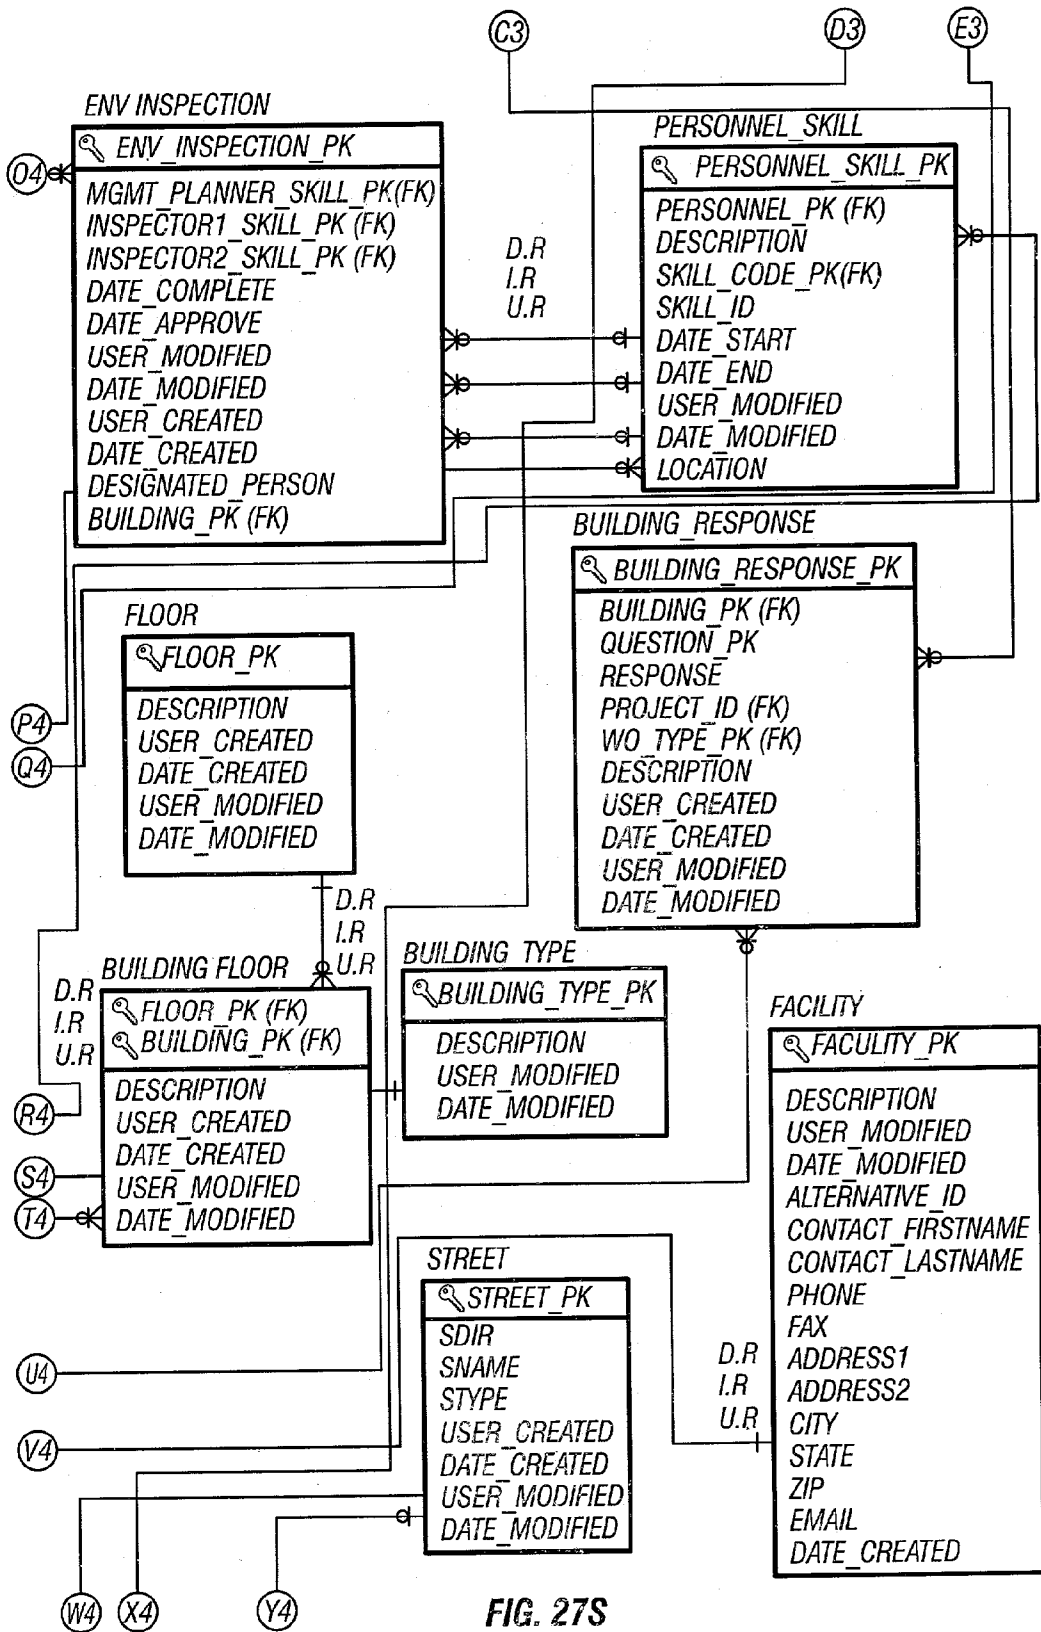 C3
D3
E3
ENV INSPECTION
ENV_INSPECTION_PK
O4
MGMT_PLANNER_SKILL_PK(FK)
INSPECTOR1_SKILL_PK (FK)
INSPECTOR2_SKILL_PK (FK)
DATE_COMPLETE
DATE_APPROVE
USER_MODIFIED
DATE_MODIFIED
USER_CREATED
DATE_CREATED
DESIGNATED_PERSON
BUILDING_PK (FK)
D.R
I.R
U.R
PERSONNEL_SKILL
PERSONNEL_SKILL_PK
PERSONNEL_PK (FK)
DESCRIPTION
SKILL_CODE_PK(FK)
SKILL_ID
DATE_START
DATE_END
USER_MODIFIED
DATE_MODIFIED
LOCATION
BUILDING_RESPONSE
BUILDING_RESPONSE_PK
BUILDING_PK (FK)
QUESTION_PK
RESPONSE
PROJECT_ID (FK)
WO_TYPE_PK (FK)
DESCRIPTION
USER_CREATED
DATE_CREATED
USER_MODIFIED
DATE_MODIFIED
FLOOR
FLOOR_PK
DESCRIPTION
USER_CREATED
DATE_CREATED
USER_MODIFIED
DATE_MODIFIED
P4
Q4
D.R
I.R
U.R
BUILDING FLOOR
D.R
I.R
U.R
FLOOR_PK (FK)
BUILDING_PK (FK)
DESCRIPTION
USER_CREATED
DATE_CREATED
USER_MODIFIED
DATE_MODIFIED
R4
S4
T4
BUILDING TYPE
BUILDING_TYPE_PK
DESCRIPTION
USER_MODIFIED
DATE_MODIFIED
FACILITY
FACULITY_PK
DESCRIPTION
USER_MODIFIED
DATE_MODIFIED
ALTERNATIVE_ID
CONTACT_FIRSTNAME
CONTACT_LASTNAME
PHONE
FAX
ADDRESS1
ADDRESS2
CITY
STATE
ZIP
EMAIL
DATE_CREATED
D.R
I.R
U.R
STREET
STREET_PK
SDIR
SNAME
STYPE
USER_CREATED
DATE_CREATED
USER_MODIFIED
DATE_MODIFIED
U4
V4
W4
X4
Y4
FIG. 27S